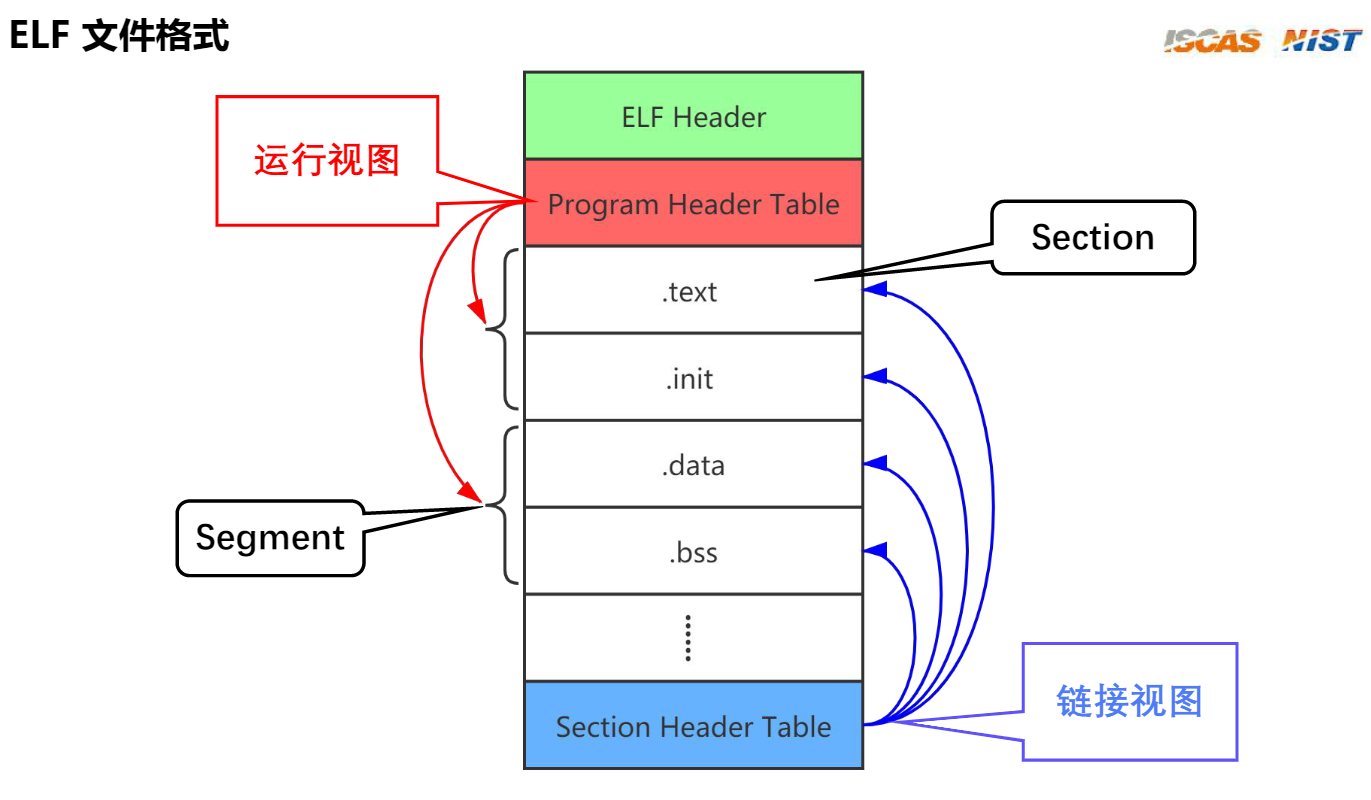 ELF 文件格式
ISCAS NIST
ELF Header
运行视图
Program Header Table
Section
.text
.init
.data
Segment
.bss
链接视图
Section Header Table